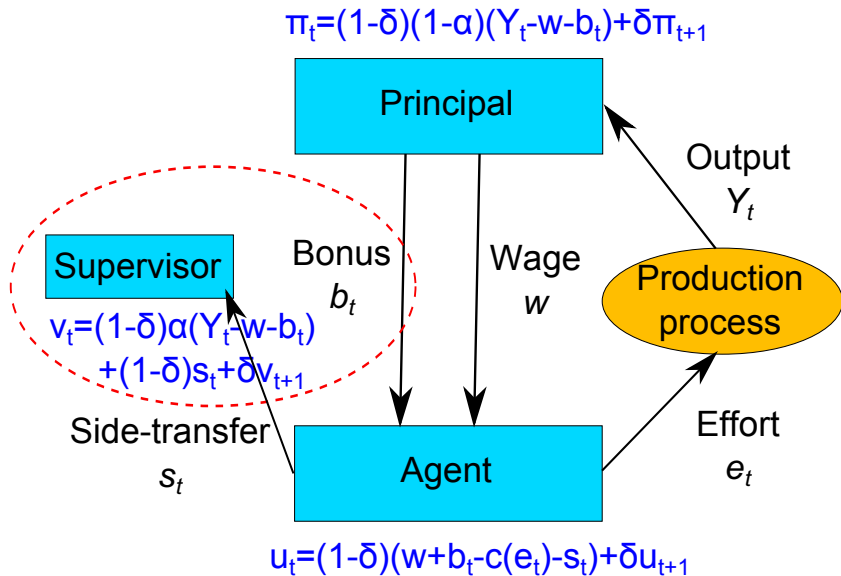 πₜ=(1-δ)(1-α)(Yₜ-w-bₜ)+δπₜ₊₁
Principal
Output
Yₜ
Supervisor
Bonus
bₜ
Wage
w
Production
process
vₜ=(1-δ)α(Yₜ-w-bₜ)
+(1-δ)sₜ+δvₜ₊₁
Side-transfer
sₜ
Effort
eₜ
Agent
uₜ=(1-δ)(w+bₜ-c(eₜ)-sₜ)+δuₜ₊₁